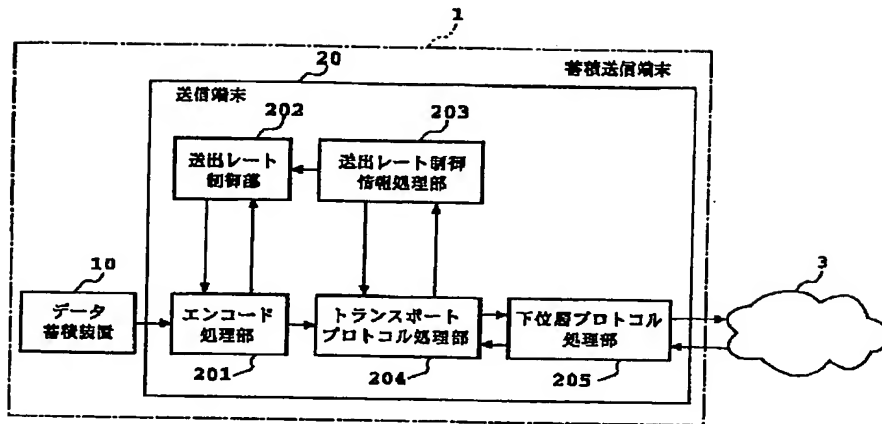 1
20
蓄積送信端末
送信端末
202
203
送出レート
制御部
送出レート制御
情報処理部
10
3
データ
蓄積装置
エンコード
処理部
トランスポート
プロトコル処理部
下位層プロトコル
処理部
201
204
205